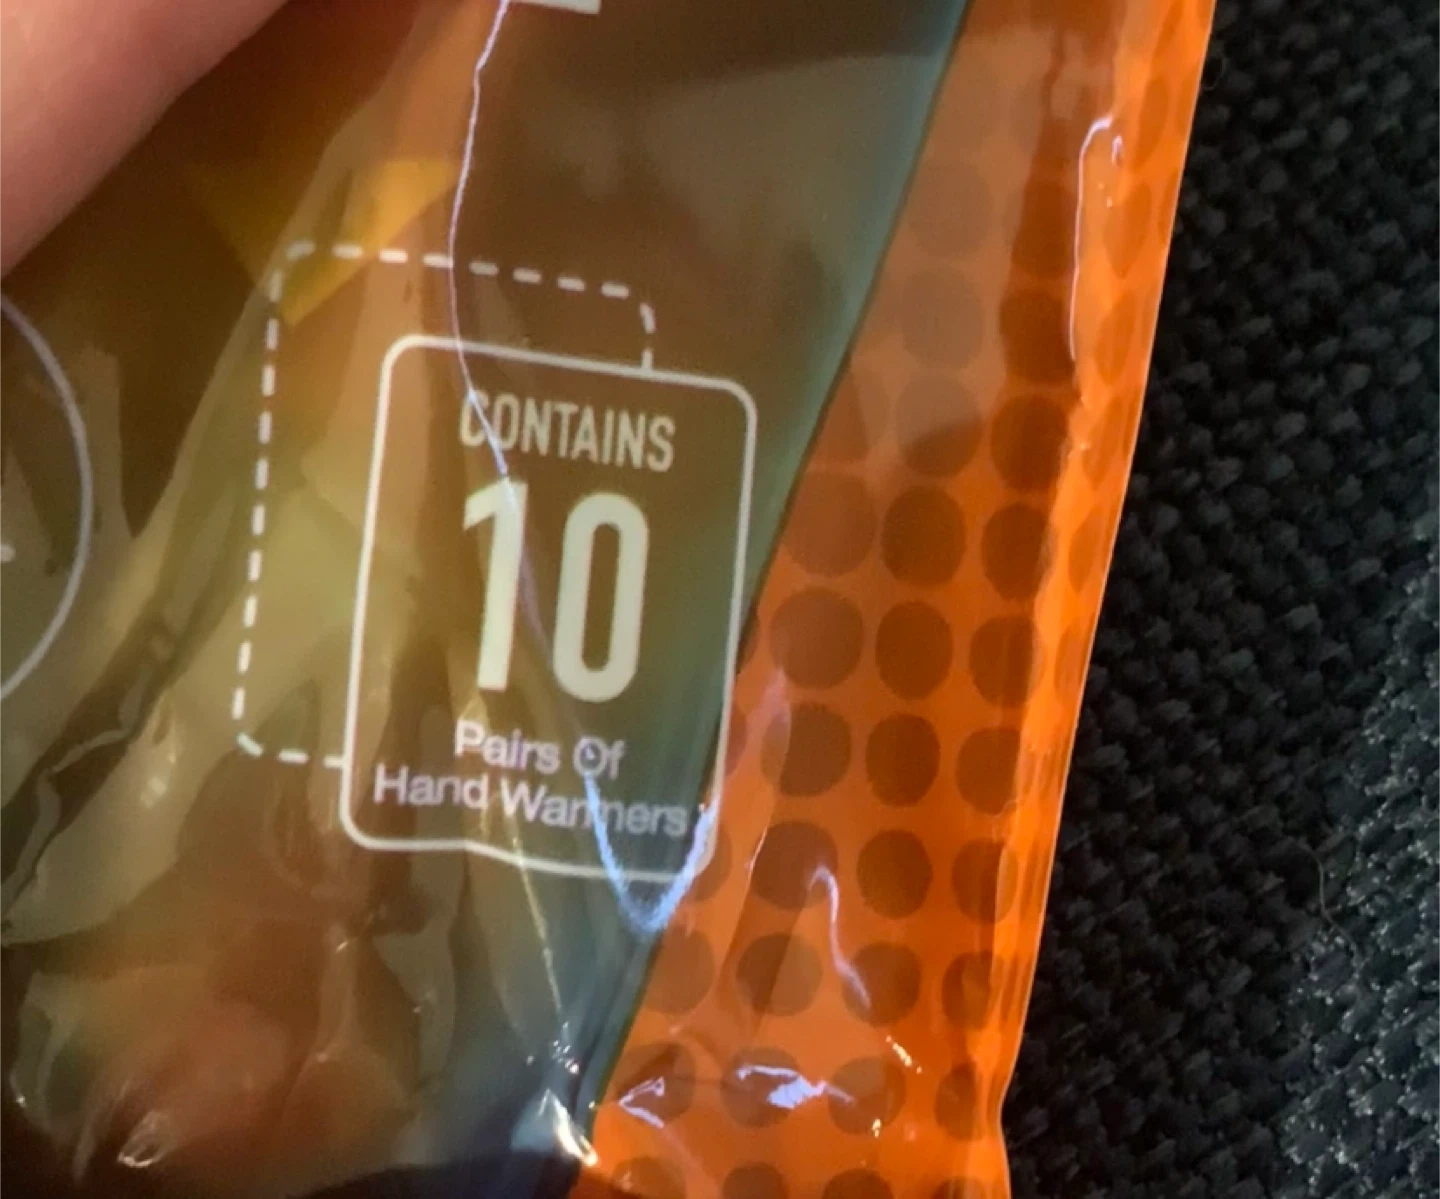 CONTAINS
10
Pairs Of
Hand Warmers